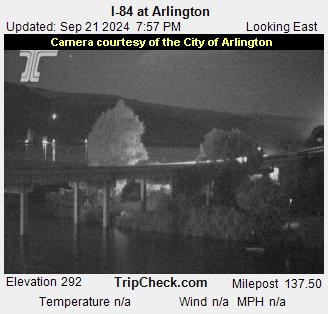 I-84 at Arlington
Updated: Sep 21 2024 7:57 PM Looking East
Camera courtesy of the City of Arlington
Elevation 292 TripCheck.com Milepost 137.50
Temperature n/a Wind n/a MPH n/a